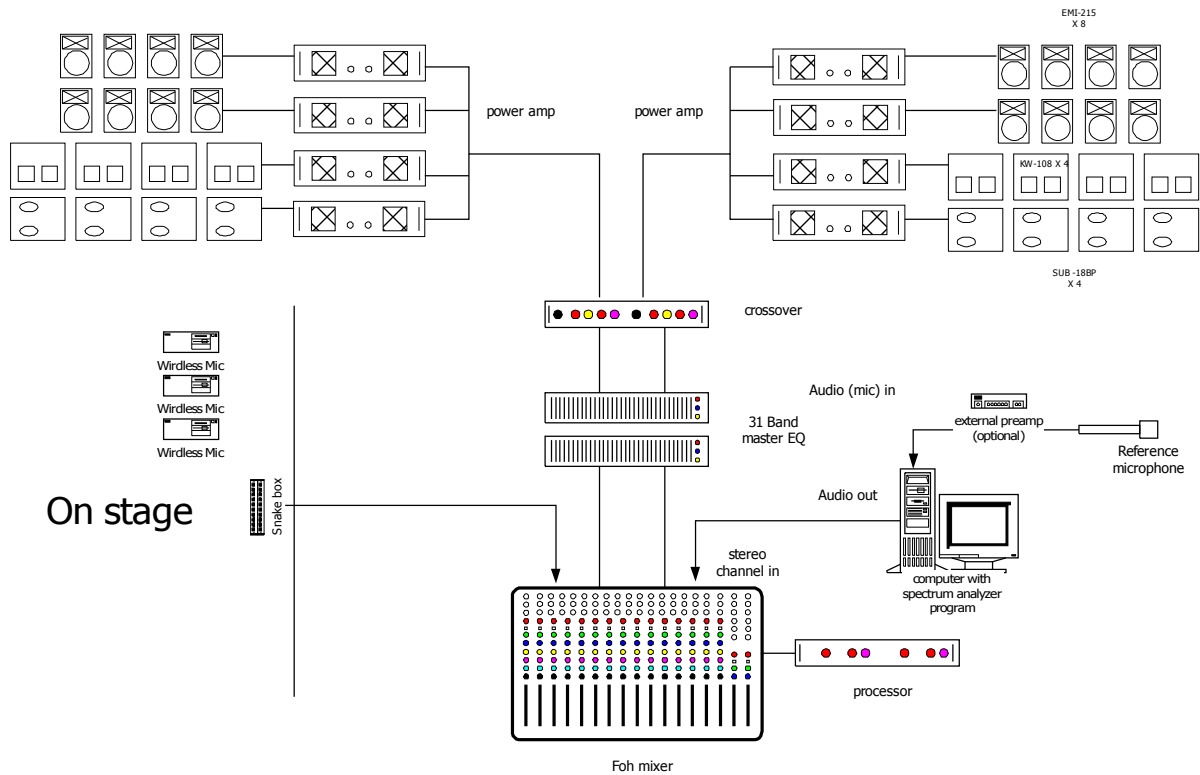 EMI-215
X 8
power amp
power amp
KW-108 X 4
SUB -18BP
X 4
crossover
Wirdless Mic
Wirdless Mic
Wirdless Mic
31 Band
master EQ
Audio (mic) in
external preamp
(optional)
Reference
microphone
On stage
Snake box
Audio out
stereo
channel in
computer with
spectrum analyzer
program
processor
Foh mixer